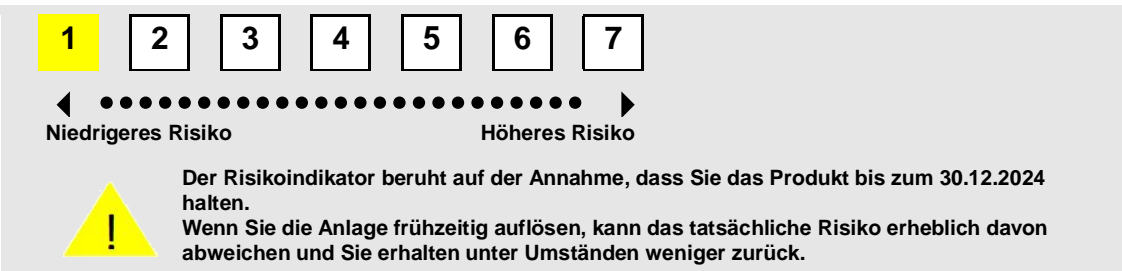 1 2 3 4 5 6 7
Niedrigeres Risiko Höheres Risiko
Der Risikoindikator beruht auf der Annahme, dass Sie das Produkt bis zum 30.12.2024
halten.
Wenn Sie die Anlage frühzeitig auflösen, kann das tatsächliche Risiko erheblich davon
abweichen und Sie erhalten unter Umständen weniger zurück.
!